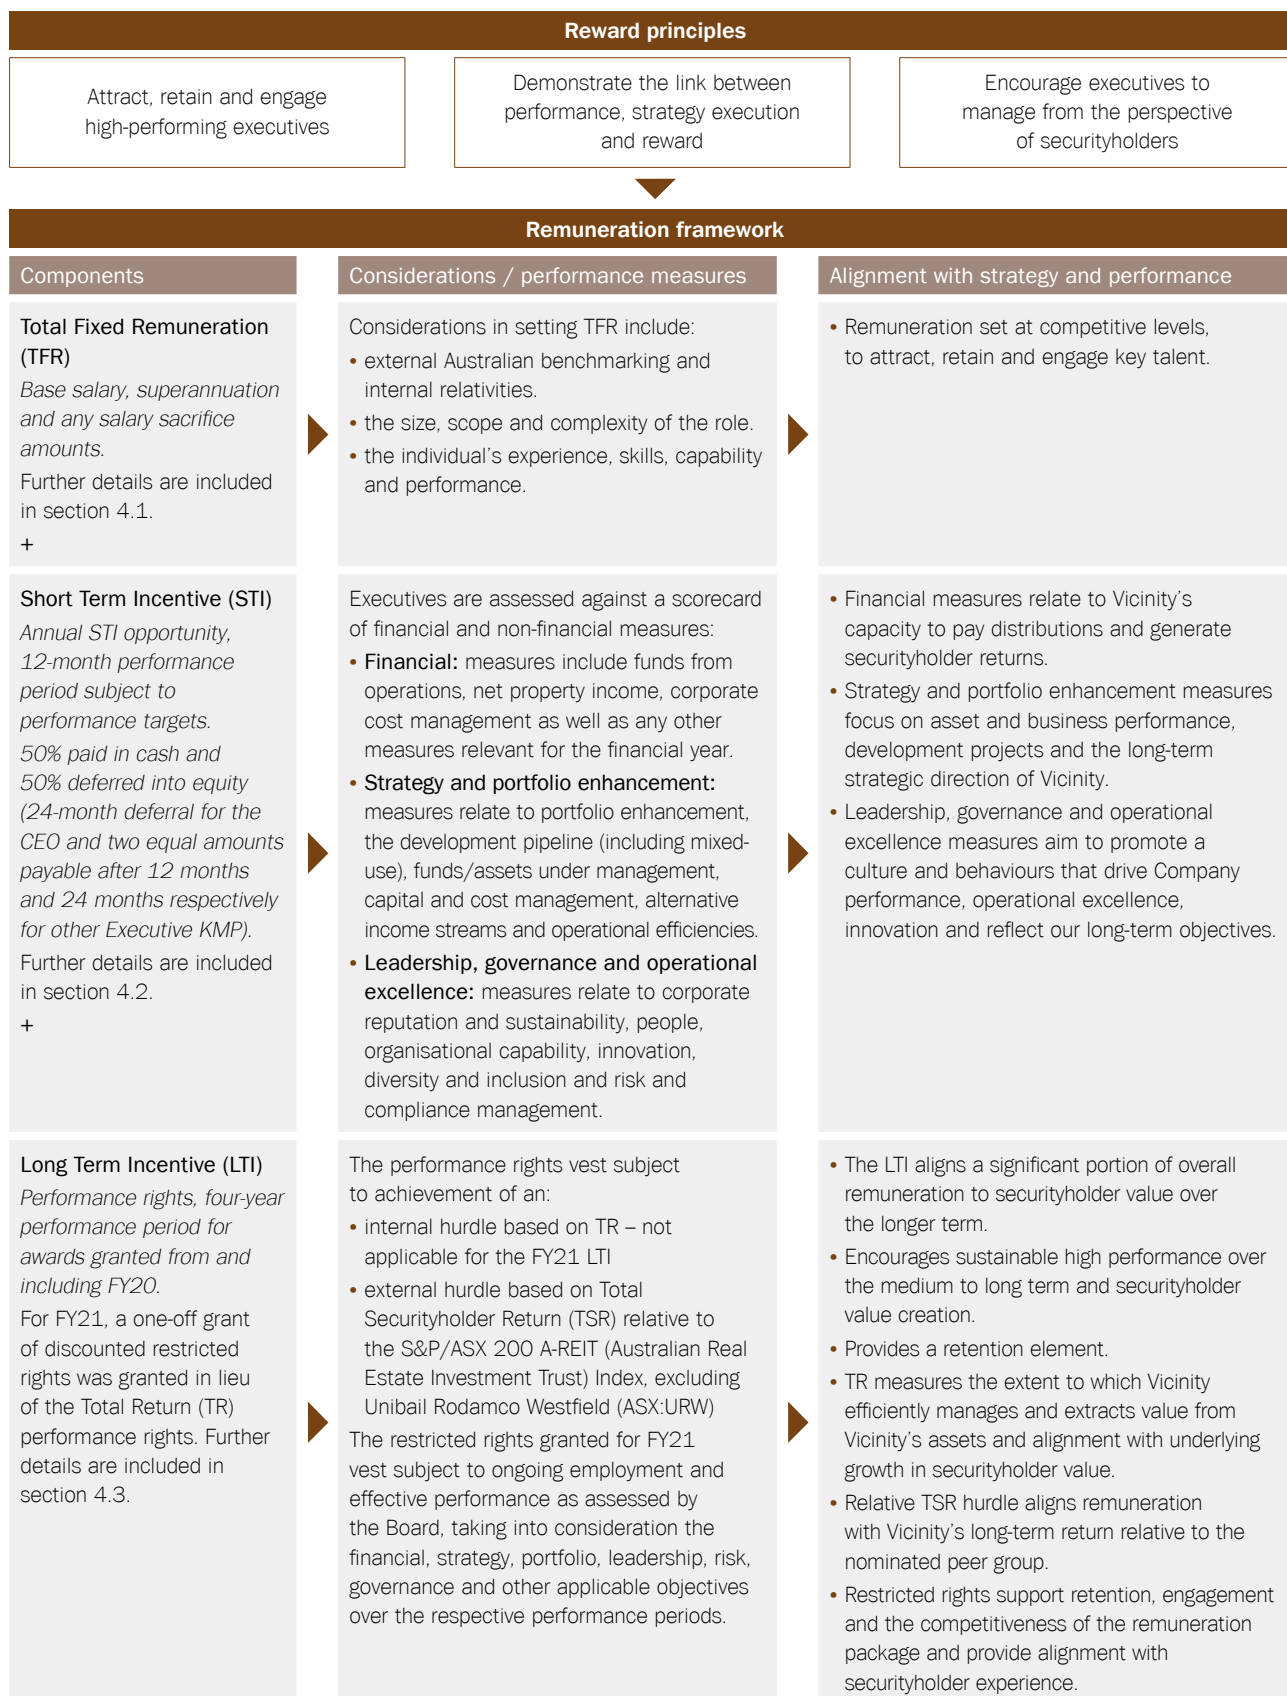 Reward principles
Attract, retain and engage
high-performing executives
Demonstrate the link between
performance, strategy execution
and reward
Encourage executives to
manage from the perspective
of securityholders
Remuneration framework
Components
Considerations / performance measures
Alignment with strategy and performance
Total Fixed Remuneration
(TFR)
Base salary, superannuation
and any salary sacrifice
amounts.
Further details are included
in section 4.1.
+
Considerations in setting TFR include:
• external Australian benchmarking and
internal relativities.
• the size, scope and complexity of the role.
• the individual's experience, skills, capability
and performance.
• Remuneration set at competitive levels,
to attract, retain and engage key talent.
Short Term Incentive (STI)
Annual STI opportunity,
12-month performance
period subject to
performance targets.
50% paid in cash and
50% deferred into equity
(24-month deferral for the
CEO and two equal amounts
payable after 12 months
and 24 months respectively
for other Executive KMP).
Further details are included
in section 4.2.
+
Executives are assessed against a scorecard
of financial and non-financial measures:
• Financial: measures include funds from
operations, net property income, corporate
cost management as well as any other
measures relevant for the financial year.
• Strategy and portfolio enhancement:
measures relate to portfolio enhancement,
the development pipeline (including mixed-
use), funds/assets under management,
capital and cost management, alternative
income streams and operational efficiencies.
• Leadership, governance and operational
excellence: measures relate to corporate
reputation and sustainability, people,
organisational capability, innovation,
diversity and inclusion and risk and
compliance management.
• Financial measures relate to Vicinity's
capacity to pay distributions and generate
securityholder returns.
• Strategy and portfolio enhancement measures
focus on asset and business performance,
development projects and the long-term
strategic direction of Vicinity.
• Leadership, governance and operational
excellence measures aim to promote a
culture and behaviours that drive Company
performance, operational excellence,
innovation and reflect our long-term objectives.
Long Term Incentive (LTI)
Performance rights, four-year
performance period for
awards granted from and
including FY20.
For FY21, a one-off grant
of discounted restricted
rights was granted in lieu
of the Total Return (TR)
performance rights. Further
details are included in
section 4.3.
The performance rights vest subject
to achievement of an:
• internal hurdle based on TR – not
applicable for the FY21 LTI
• external hurdle based on Total
Securityholder Return (TSR) relative to
the S&P/ASX 200 A-REIT (Australian Real
Estate Investment Trust) Index, excluding
Unibail Rodamco Westfield (ASX:URW)
The restricted rights granted for FY21
vest subject to ongoing employment and
effective performance as assessed by
the Board, taking into consideration the
financial, strategy, portfolio, leadership, risk,
governance and other applicable objectives
over the respective performance periods.
• The LTI aligns a significant portion of overall
remuneration to securityholder value over
the longer term.
• Encourages sustainable high performance over
the medium to long term and securityholder
value creation.
• Provides a retention element.
• TR measures the extent to which Vicinity
efficiently manages and extracts value from
Vicinity's assets and alignment with underlying
growth in securityholder value.
• Relative TSR hurdle aligns remuneration
with Vicinity's long-term return relative to the
nominated peer group.
• Restricted rights support retention, engagement
and the competitiveness of the remuneration
package and provide alignment with
securityholder experience.